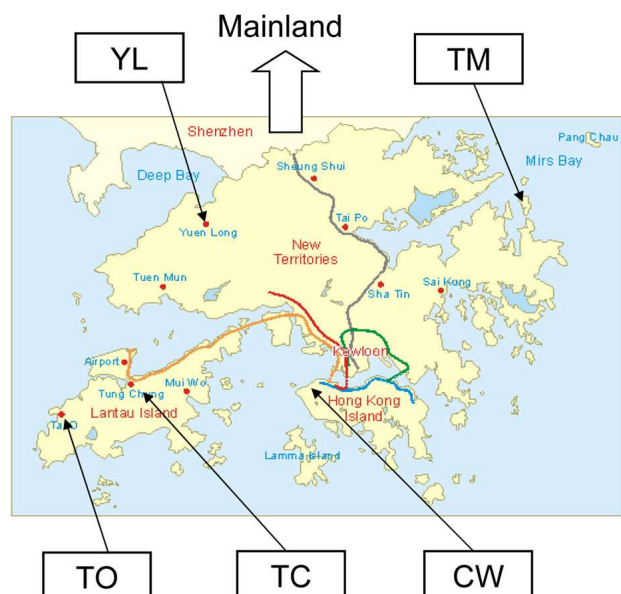 Mainland
YL
TM
Shenzhen
Pang Chau
Mirs Bay
Deep Bay
Sheung Shui
Tai Po
Yuen Long
New
Territories
Tuen Mun
Sha Tin
Sai Kung
Kowloon
Airport
Tung Chung
Mui Wo
Lantau Island
Hong Kong
Island
Tai O
Lamma Island
TO
TC
CW